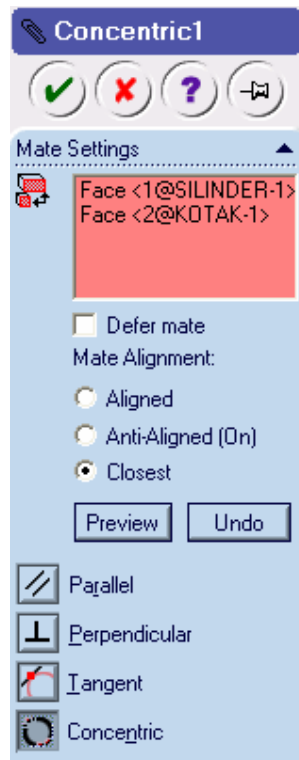 Concentric1
?
Mate Settings
Face <1@SILINDER-1>
Face <2@KOTAK-1>
Defer mate
Mate Alignment:
Aligned
Anti-Aligned (On)
Closest
Preview Undo
Parallel
Perpendicular
Tangent
Concentric